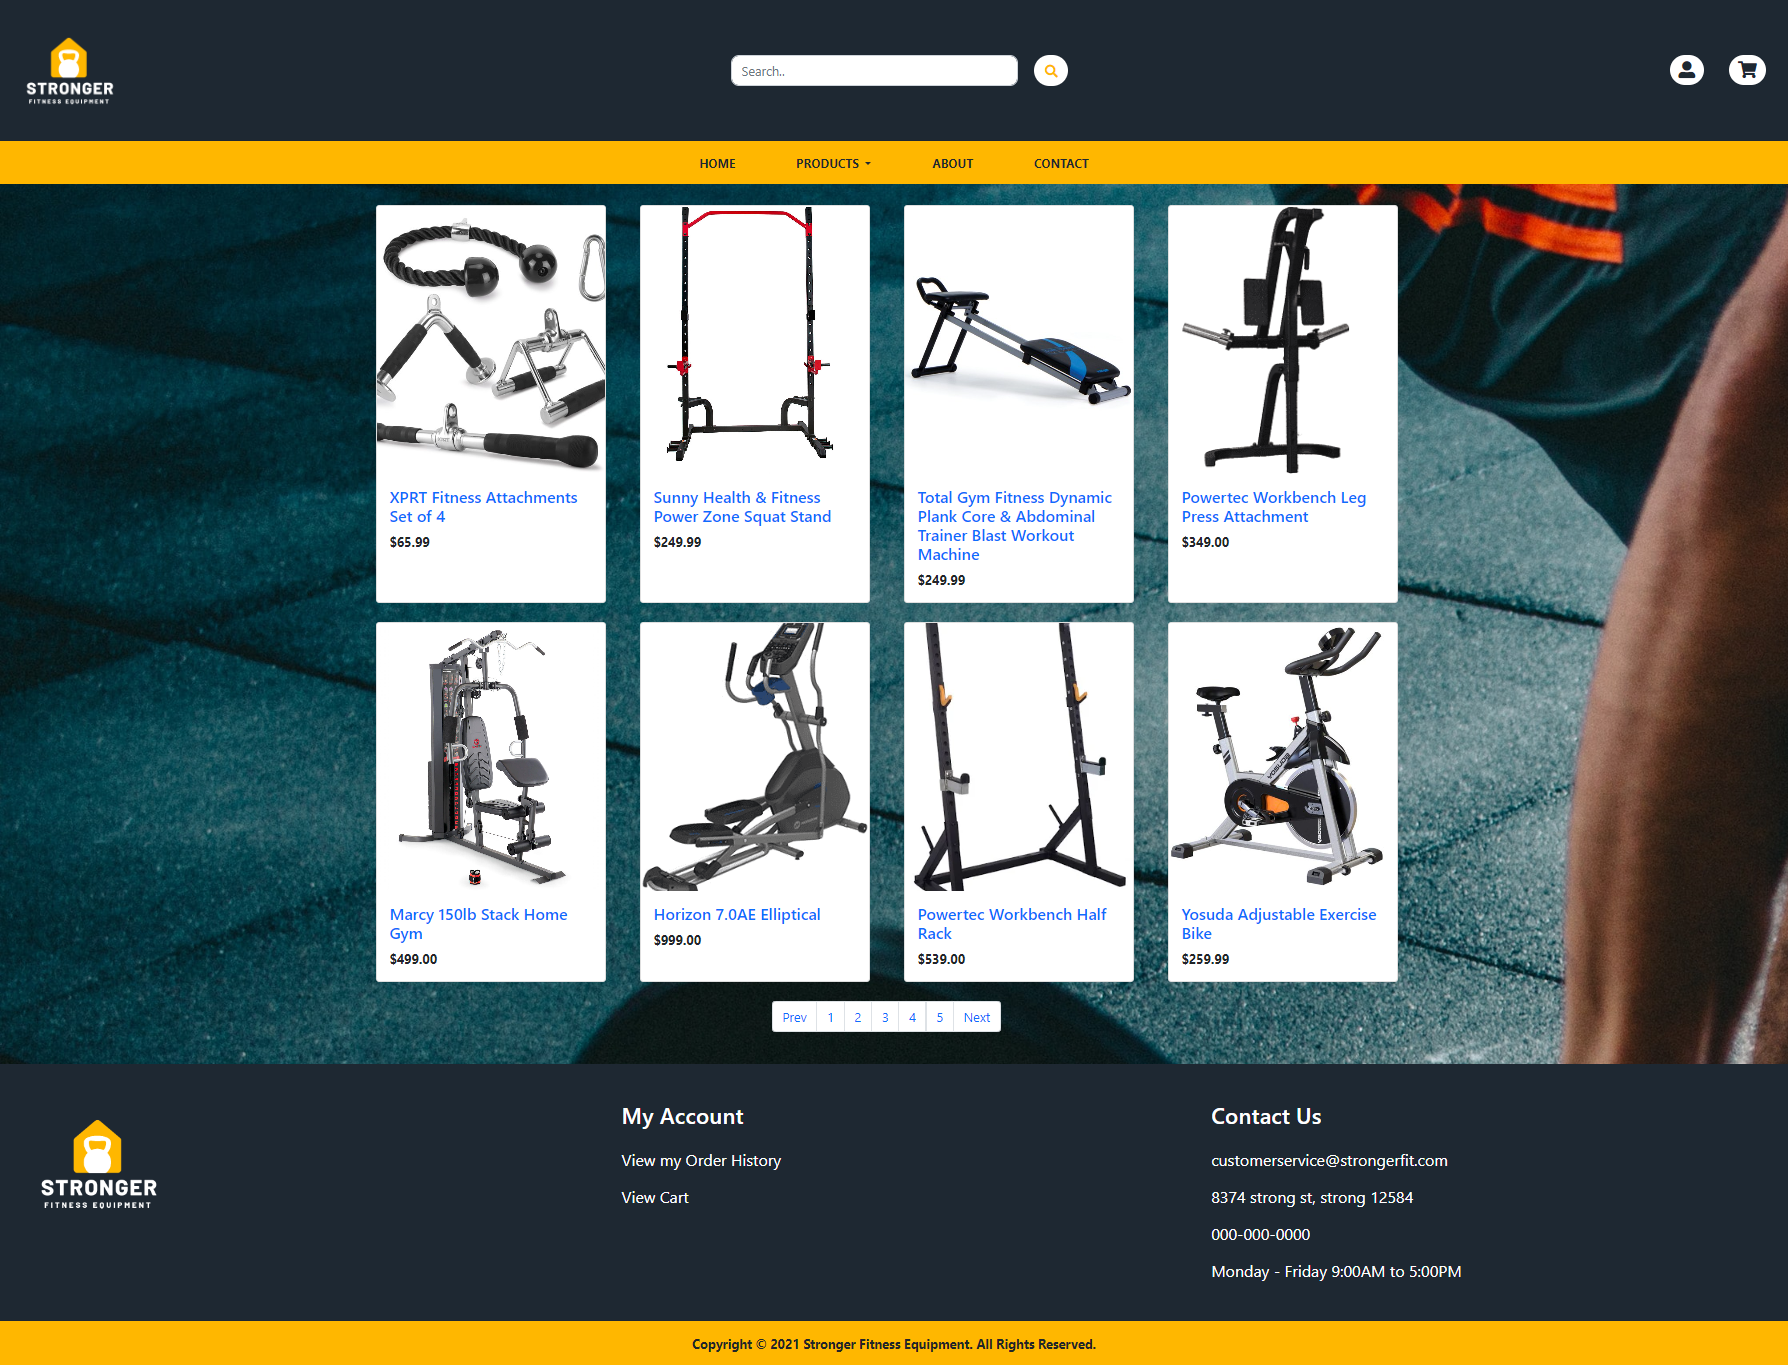 STRONGER
FITNESS EQUIPMENT
Search..
HOME
PRODUCTS
ABOUT
CONTACT
XPRT Fitness Attachments
Set of 4
$65.99
Sunny Health & Fitness
Power Zone Squat Stand
$249.99
Total Gym Fitness Dynamic
Plank Core & Abdominal
Trainer Blast Workout
Machine
$249.99
Powertec Workbench Leg
Press Attachment
$349.00
YOSUDA
Marcy 150lb Stack Home
Gym
$499.00
Horizon 7.0AE Elliptical
$999.00
Powertec Workbench Half
Rack
$539.00
Yosuda Adjustable Exercise
Bike
$259.99
Prev 1 2 3 4 5 Next
STRONGER
FITNESS EQUIPMENT
My Account
View my Order History
View Cart
Contact Us
customerservice@strongerfit.com
8374 strong st, strong 12584
000-000-0000
Monday - Friday 9:00AM to 5:00PM
Copyright © 2021 Stronger Fitness Equipment. All Rights Reserved.